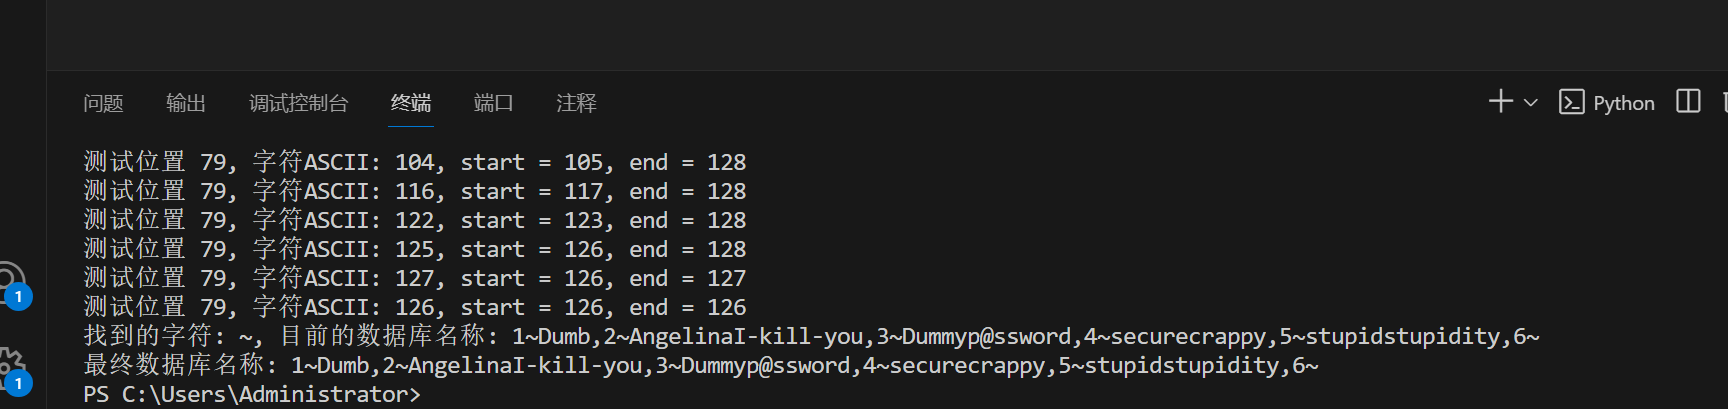 问题 输出 调试控制台 终端 端口 注释 Python
测试位置 79, 字符ASCII: 104, start = 105, end = 128
测试位置 79, 字符ASCII: 116, start = 117, end = 128
测试位置 79, 字符ASCII: 122, start = 123, end = 128
测试位置 79, 字符ASCII: 125, start = 126, end = 128
测试位置 79, 字符ASCII: 127, start = 126, end = 127
测试位置 79, 字符ASCII: 126, start = 126, end = 126
找到的字符: ~, 目前的数据库名称: 1~Dumb,2~AngelinaI-kill-you,3~Dummyp@ssword,4~securecrappy,5~stupidstupidity,6~
最终数据库名称: 1~Dumb,2~AngelinaI-kill-you,3~Dummyp@ssword,4~securecrappy,5~stupidstupidity,6~
PS C:\Users\Administrator>
1
1